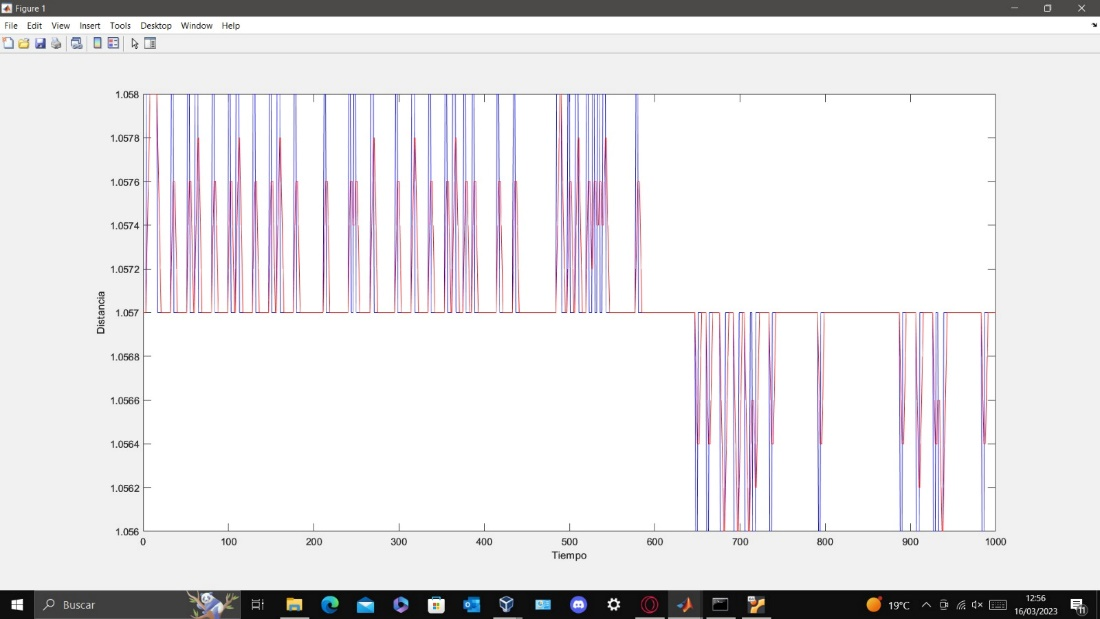 Figure 1
File Edit View Insert Tools Desktop Window Help
1.058
1.0578
1.0576
1.0574
1.0572
1.057
1.0568
1.0566
1.0564
1.0562
1.056
Distancia
0 100 200 300 400 500 600 700 800 900 1000
Tiempo
Buscar
19°C
12:56
16/03/2023
11